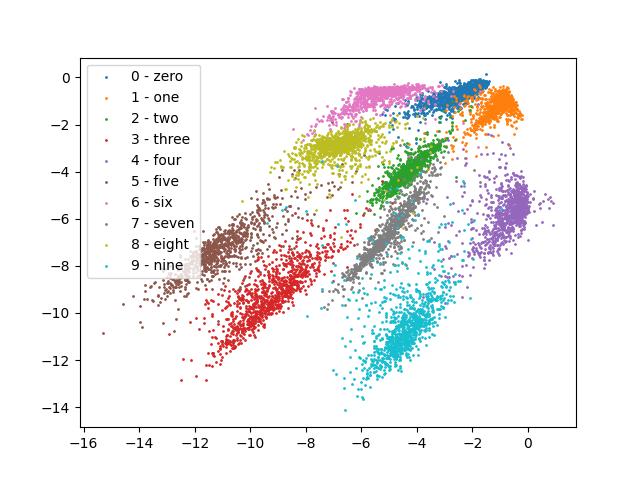 0 - zero
1 - one
2 - two
3 - three
4 - four
5 - five
6 - six
7 - seven
8 - eight
9 - nine
0
−2
−4
−6
−8
−10
−12
−14
−16 −14 −12 −10 −8 −6 −4 −2 0